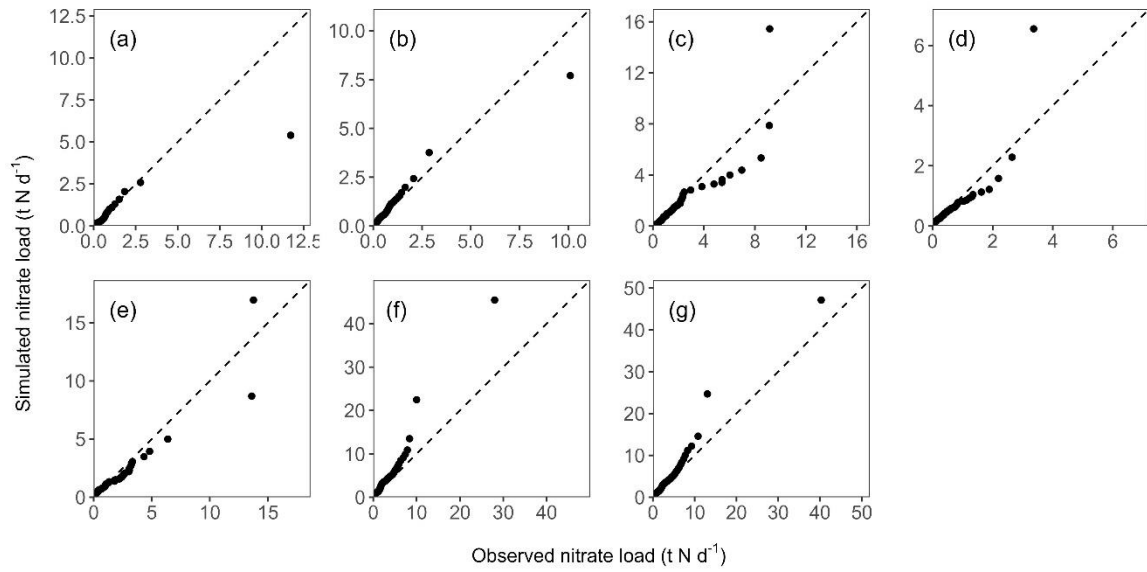 12.5
10.0
7.5
5.0
2.5
0.0
(a)
0.0 2.5 5.0 7.5 10.0 12.5
10.0
7.5
5.0
2.5
0.0
(b)
0.0 2.5 5.0 7.5 10.0
16
12
8
4
0
(c)
0 4 8 12 16
6
4
2
0
(d)
0 2 4 6
Simulated nitrate load (t N d⁻¹)
15
10
5
0
(e)
0 5 10 15
40
30
20
10
0
(f)
0 10 20 30 40
50
40
30
20
10
0
(g)
0 10 20 30 40 50
Observed nitrate load (t N d⁻¹)